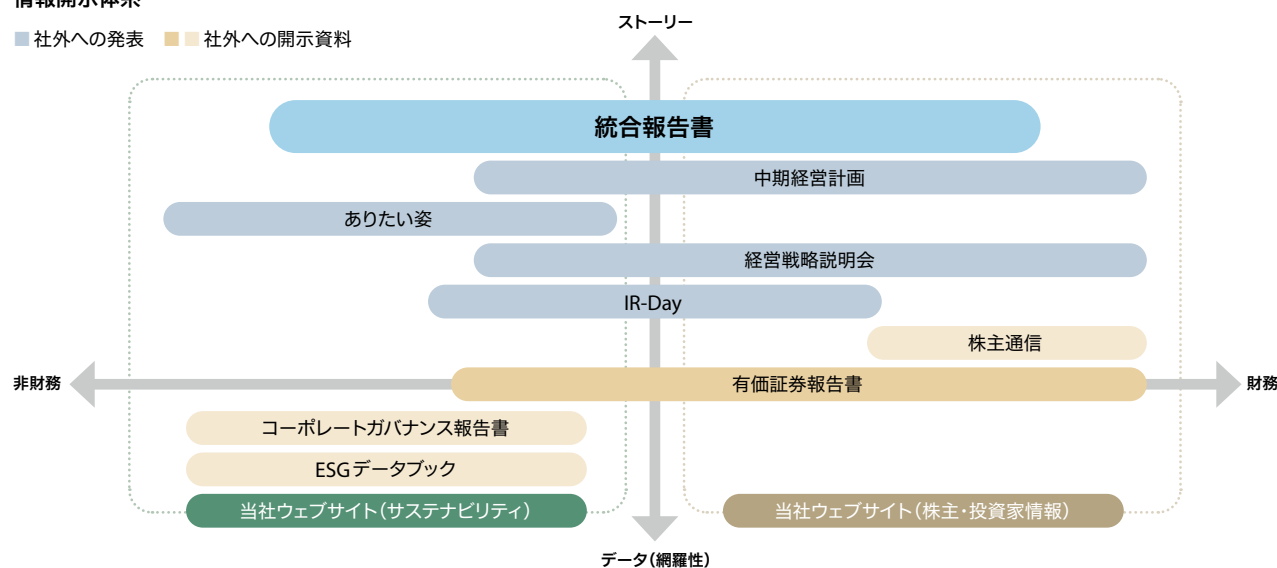 情報開示体系
社外への発表 社外への開示資料
ストーリー
統合報告書
中期経営計画
ありたい姿
経営戦略説明会
IR-Day
株主通信
非財務
有価証券報告書
財務
コーポレートガバナンス報告書
ESGデータブック
当社ウェブサイト(サステナビリティ)
当社ウェブサイト(株主・投資家情報)
データ(網羅性)